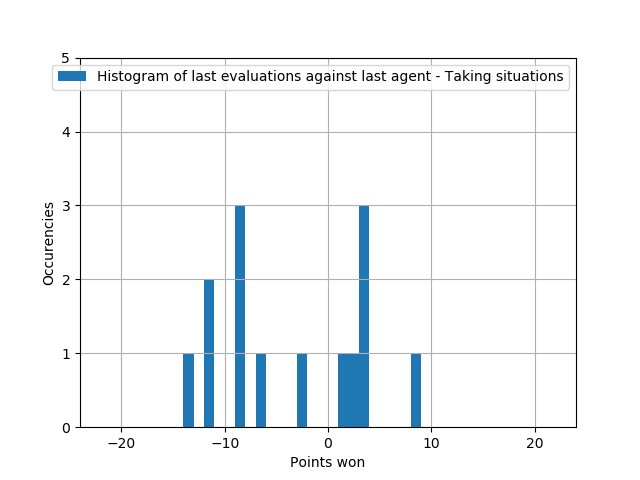 Histogram of last evaluations against last agent - Taking situations
Occurencies
5
4
3
2
1
0
−20 −10 0 10 20
Points won